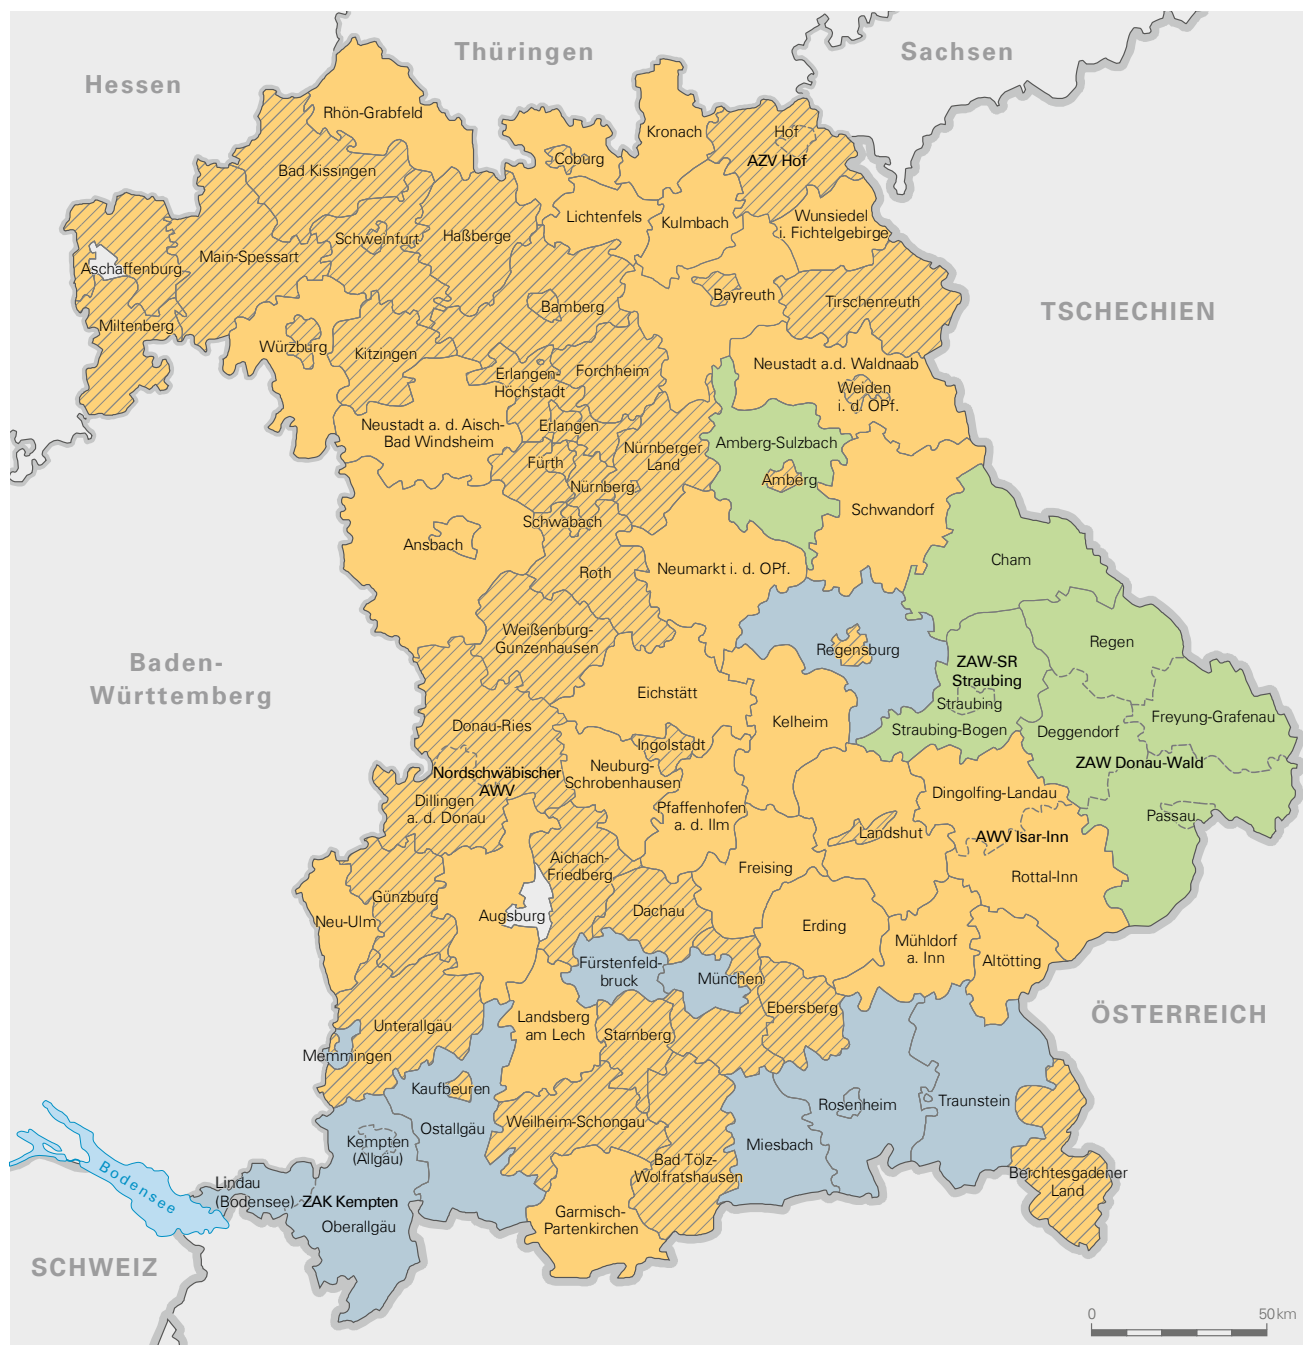 Thüringen
Sachsen
Hessen
Rhön-Grabfeld
Kronach
Hof
AZV Hof
Coburg
Bad Kissingen
Lichtenfels
Kulmbach
Wunsiedel
i. Fichtelgebirge
Schweinfurt
Haßberge
Main-Spessart
Aschaffenburg
Bayreuth
Tirschenreuth
TSCHECHIEN
Bamberg
Miltenberg
Würzburg
Kitzingen
Neustadt a.d. Waldnaab
Erlangen-
Höchstadt
Forchheim
Weiden
i. d. OPf.
Neustadt a. d. Aisch-
Bad Windsheim
Erlangen
Amberg-Sulzbach
Nürnberger
Land
Fürth
Amberg
Nürnberg
Schwandorf
Schwabach
Ansbach
Cham
Roth
Neumarkt i. d. OPf.
Weißenburg-
Gunzenhausen
Regensburg
Regen
Baden-
Württemberg
ZAW-SR
Straubing
Straubing
Eichstätt
Kelheim
Freyung-Grafenau
Donau-Ries
Straubing-Bogen
Deggendorf
Ingolstadt
ZAW Donau-Wald
Nordschwäbischer
AWV
Neuburg-
Schrobenhausen
Dingolfing-Landau
Dillingen
a. d. Donau
Pfaffenhofen
a. d. Ilm
Passau
Landshut
AWV Isar-Inn
Aichach-
Friedberg
Freising
Rottal-Inn
Günzburg
Neu-Ulm
Augsburg
Dachau
Erding
Mühldorf
a. Inn
Altötting
Fürstenfeld-
bruck
München
Ebersberg
ÖSTERREICH
Landsberg
am Lech
Unterallgäu
Starnberg
Memmingen
Kaufbeuren
Rosenheim
Traunstein
Weilheim-Schongau
Ostallgäu
Kempten
(Allgäu)
Miesbach
Bad Tölz-
Wolfratshausen
Berchtesgadener
Land
Bodensee
Lindau
(Bodensee)
ZAK Kempten
Oberallgäu
Garmisch-
Partenkirchen
SCHWEIZ
0 50 km